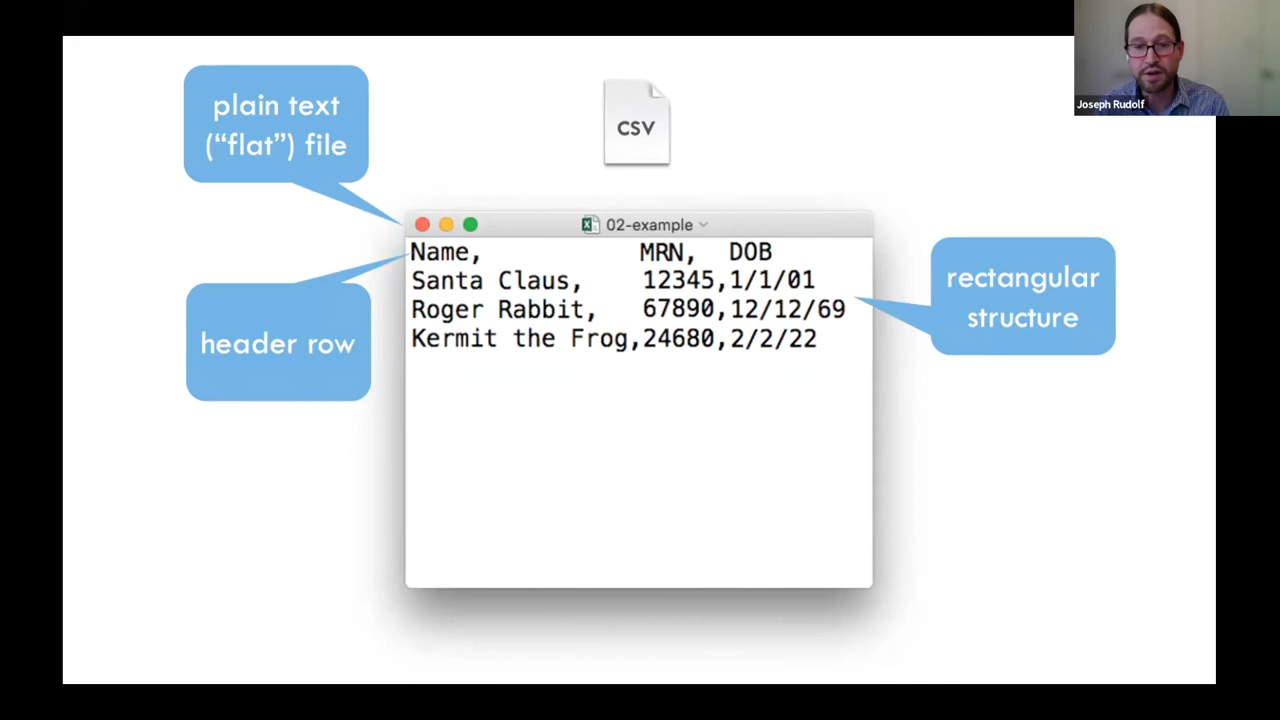 plain text
(“flat”) file
CSV
Joseph Rudolf
02-example
Name, MRN, DOB
Santa Claus, 12345,1/1/01
Roger Rabbit, 67890,12/12/69
Kermit the Frog,24680,2/2/22
header row
rectangular
structure